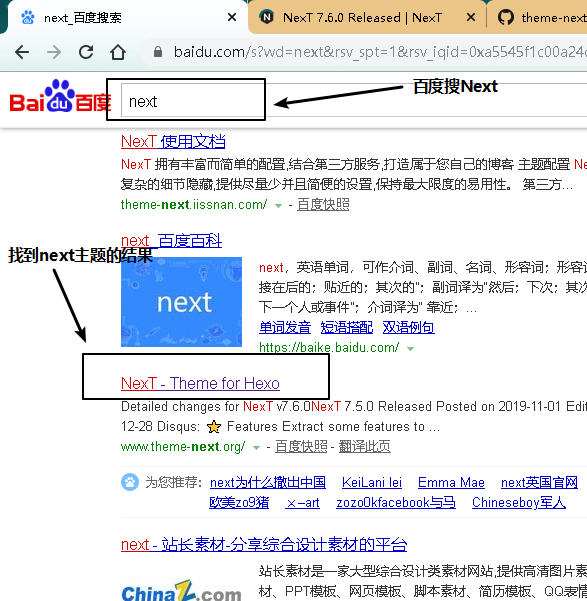 next_百度搜索
NexT 7.6.0 Released | NexT
theme-next
baidu.com/s?wd=next&rsv_spt=1&rsv_iqid=0xa5545f1c00a24
Bai du 百度
next
百度搜Next
NexT 使用文档
NexT 拥有丰富而简单的配置,结合第三方服务,打造属于您自己的博客 主题配置 Ne
复杂的细节隐藏,提供尽量少并且简便的设置,保持最大限度的易用性。 第三方...
theme-next.iissnan.com/ - 百度快照
next_百度百科
找到next主题的结果
next
next，英语单词，可作介词、副词、名词、形容词；形容词
接在后的；贴近的；其次的”；副词译为“然后；下次；其次
下一个人或事件”；介词译为“靠近；...
单词发音 短语搭配 双语例句
https://baike.baidu.com/
NexT - Theme for Hexo
Detailed changes for NexT v7.6.0NexT 7.5.0 Released Posted on 2019-11-01 Edit
12-28 Disqus: ⭐ Features Extract some features to ...
www.theme-next.org/ - 百度快照 - 翻译此页
为您推荐: next为什么撤出中国 KeiLani lei Emma Mae next英国官网
欧美zo9猪 ×-art zozo0kfacebook与马 Chineseboy军人
next - 站长素材-分享综合设计素材的平台
站长素材是一家大型综合设计类素材网站,提供高清图片素
材、PPT模板、网页模板、脚本素材、简历模板、QQ表情
ChinaZ.com